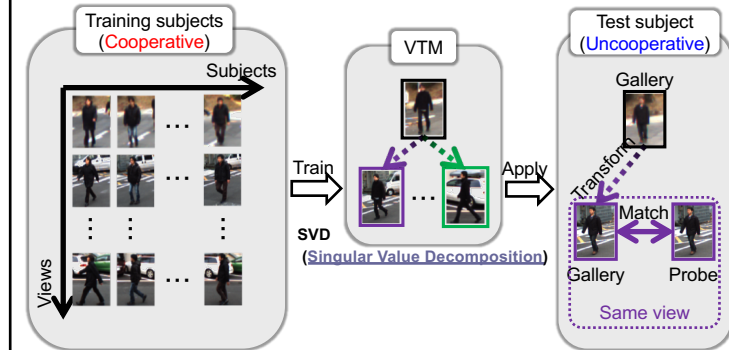 Training subjects
(Cooperative)
Subjects
Views
Train
SVD
(Singular Value Decomposition)
VTM
Apply
Test subject
(Uncooperative)
Gallery
Transform
Match
Gallery
Probe
Same view